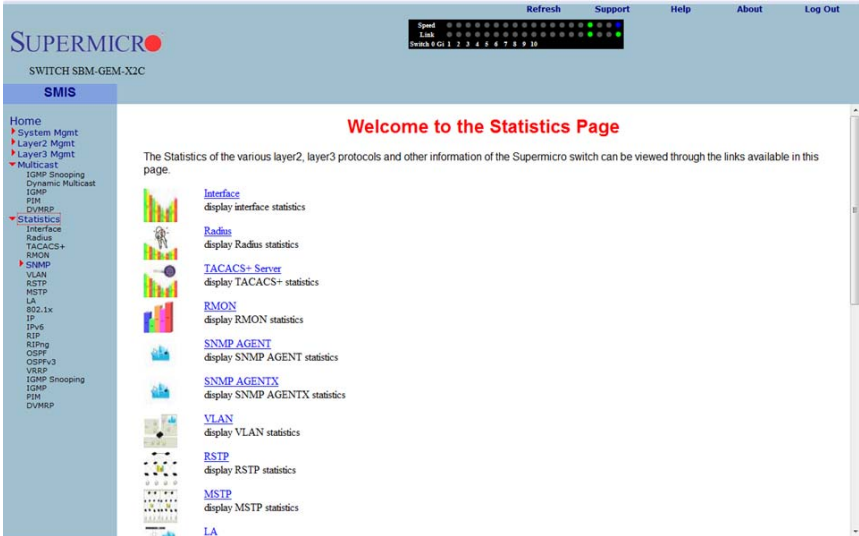 Refresh Support Help About Log Out
Speed
Link
Switch 0 Gi 1 2 3 4 5 6 7 8 9 10
SUPERMICRO
SWITCH SBM-GEM-X2C
SMIS
Home
System Mgmt
Layer2 Mgmt
Layer3 Mgmt
Multicast
IGMP Snooping
Dynamic Multicast
IGMP
PIM
DVMRP
Statistics
Interface
Radius
TACACS+
RMON
SNMP
VLAN
RSTP
MSTP
LA
802.1x
IP
IPv6
RIP
RIPng
OSPF
OSPFv3
VRRP
IGMP Snooping
IGMP
PIM
DVMRP
Welcome to the Statistics Page
The Statistics of the various layer2, layer3 protocols and other information of the Supermicro switch can be viewed through the links available in this
page.
Interface
display interface statistics
Radius
display Radius statistics
TACACS+ Server
display TACACS+ statistics
RMON
display RMON statistics
SNMP AGENT
display SNMP AGENT statistics
SNMP AGENTX
display SNMP AGENTX statistics
VLAN
display VLAN statistics
RSTP
display RSTP statistics
MSTP
display MSTP statistics
LA